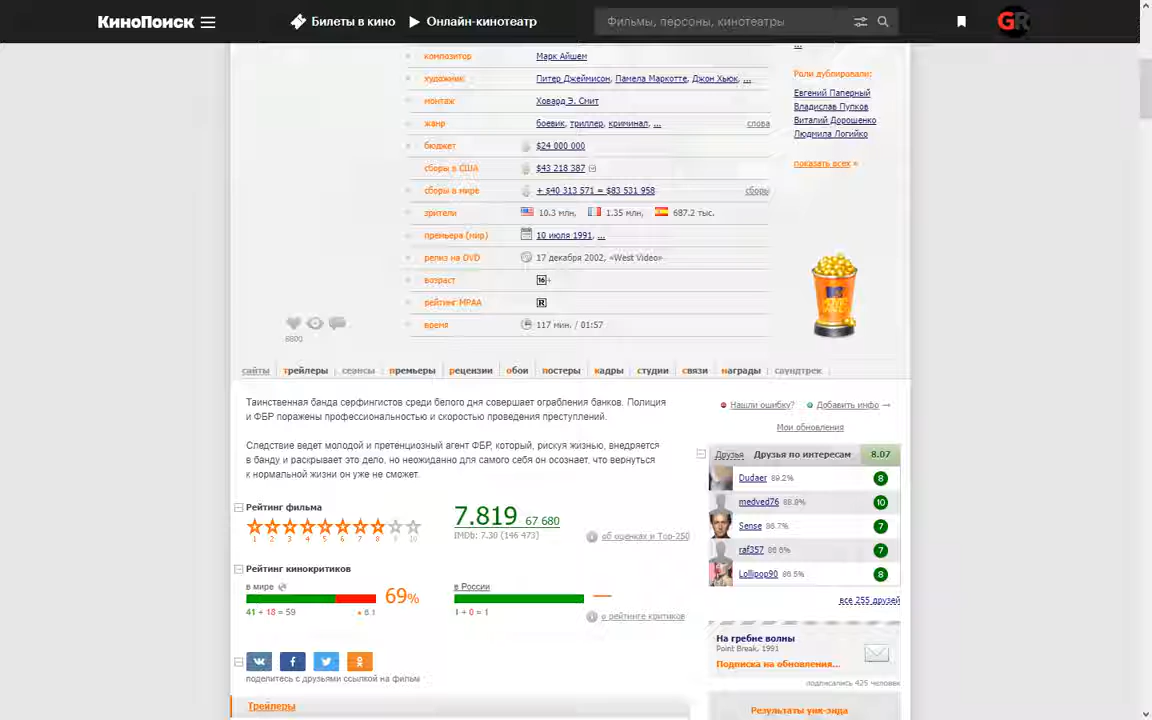 КиноПоиск
Билеты в кино
Онлайн-кинотеатр
Фильмы, персоны, кинотеатры
GR
...
композитор Марк Айшем
художник Питер Джеймисон, Памела Маркотте, Джон Хьюк, ...
монтаж Ховард Э. Смит
жанр боевик, триллер, криминал, ... слова
бюджет $24 000 000
сборы в США $43 218 387
сборы в мире + $40 313 571 = $83 531 958 сборы
зрители 10.3 млн, 1.35 млн, 687.2 тыс.
премьера (мир) 10 июля 1991, ...
релиз на DVD 17 декабря 2002, «West Video»
возраст 16+
рейтинг MPAA R
время 117 мин. / 01:57
Роли дублировали:
Евгений Паперный
Владислав Пупков
Виталий Дорошенко
Людмила Логийко
показать всех »
6800
сайты трейлеры сеансы премьеры рецензии обои постеры кадры студии связи награды саундтрек
Таинственная банда серфингистов среди белого дня совершает ограбления банков. Полиция
и ФБР поражены профессиональностью и скоростью проведения преступлений.
Следствие ведет молодой и претенциозный агент ФБР, который, рискуя жизнью, внедряется
в банду и раскрывает это дело, но неожиданно для самого себя он осознает, что вернуться
к нормальной жизни он уже не сможет.
Рейтинг фильма
1 2 3 4 5 6 7 8 9 10
7.819 67 680
IMDb: 7.30 (146 473)
об оценках и Top-250
Рейтинг кинокритиков
в мире
69%
41 + 18 = 59
6.1
в России
1 + 0 = 1
—
о рейтинге критиков
поделитесь с друзьями ссылкой на фильм
Трейлеры
Нашли ошибку? Добавить инфо →
Мои обновления
Друзья Друзья по интересам 8.07
Dudaer 89.2% 8
medved76 88.8% 10
Sense 86.7% 7
raf357 86.6% 7
Lollipop90 86.5% 8
все 255 друзей
На гребне волны
Point Break, 1991
Подписка на обновления...
подписались 425 человек
Результаты уик-энда